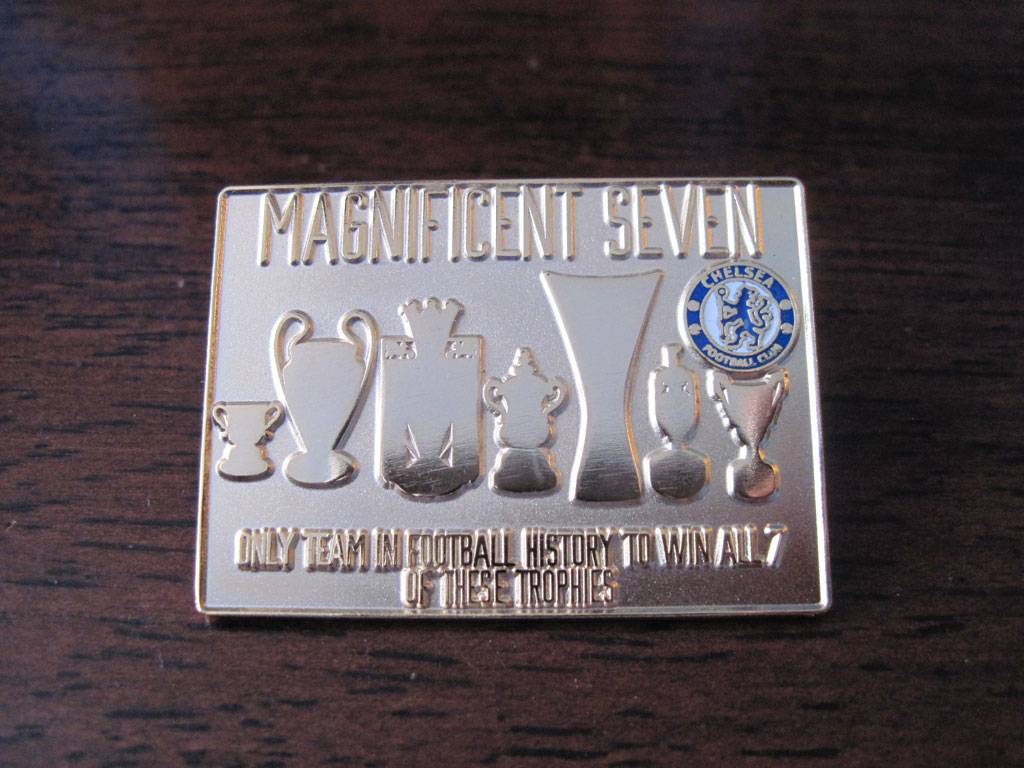 MAGNIFICENT SEVEN
CHELSEA
FOOTBALL CLUB
ONLY TEAM IN FOOTBALL HISTORY TO WIN ALL 7
OF THESE TROPHIES